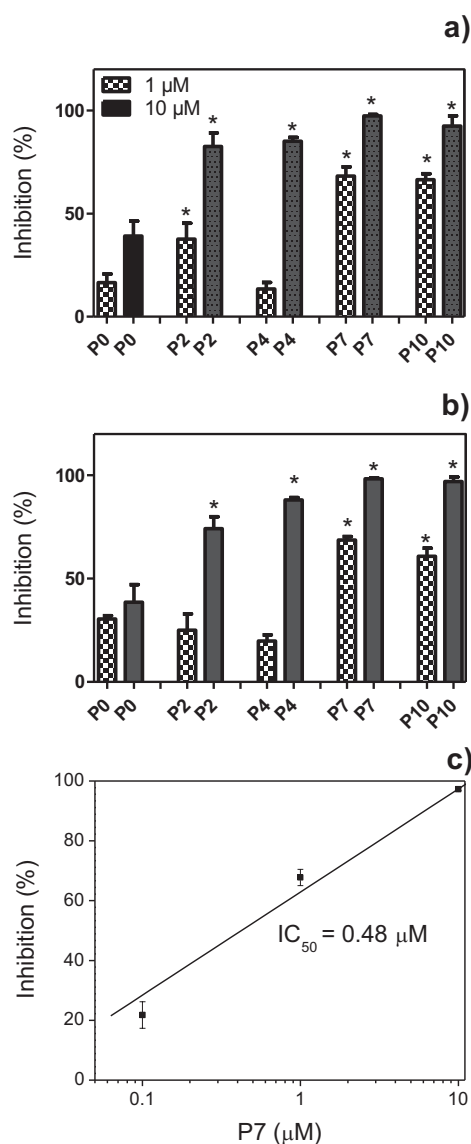 a)
1 µM
10 µM
100
50
0
Inhibition (%)
P0 P0 P2 P2 P4 P4 P7 P7 P10 P10
* * * * * * *
b)
100
50
0
Inhibition (%)
P0 P0 P2 P2 P4 P4 P7 P7 P10 P10
* * * * * *
c)
100
80
60
40
20
0
Inhibition (%)
IC50 = 0.48 µM
0.1 1 10
P7 (µM)